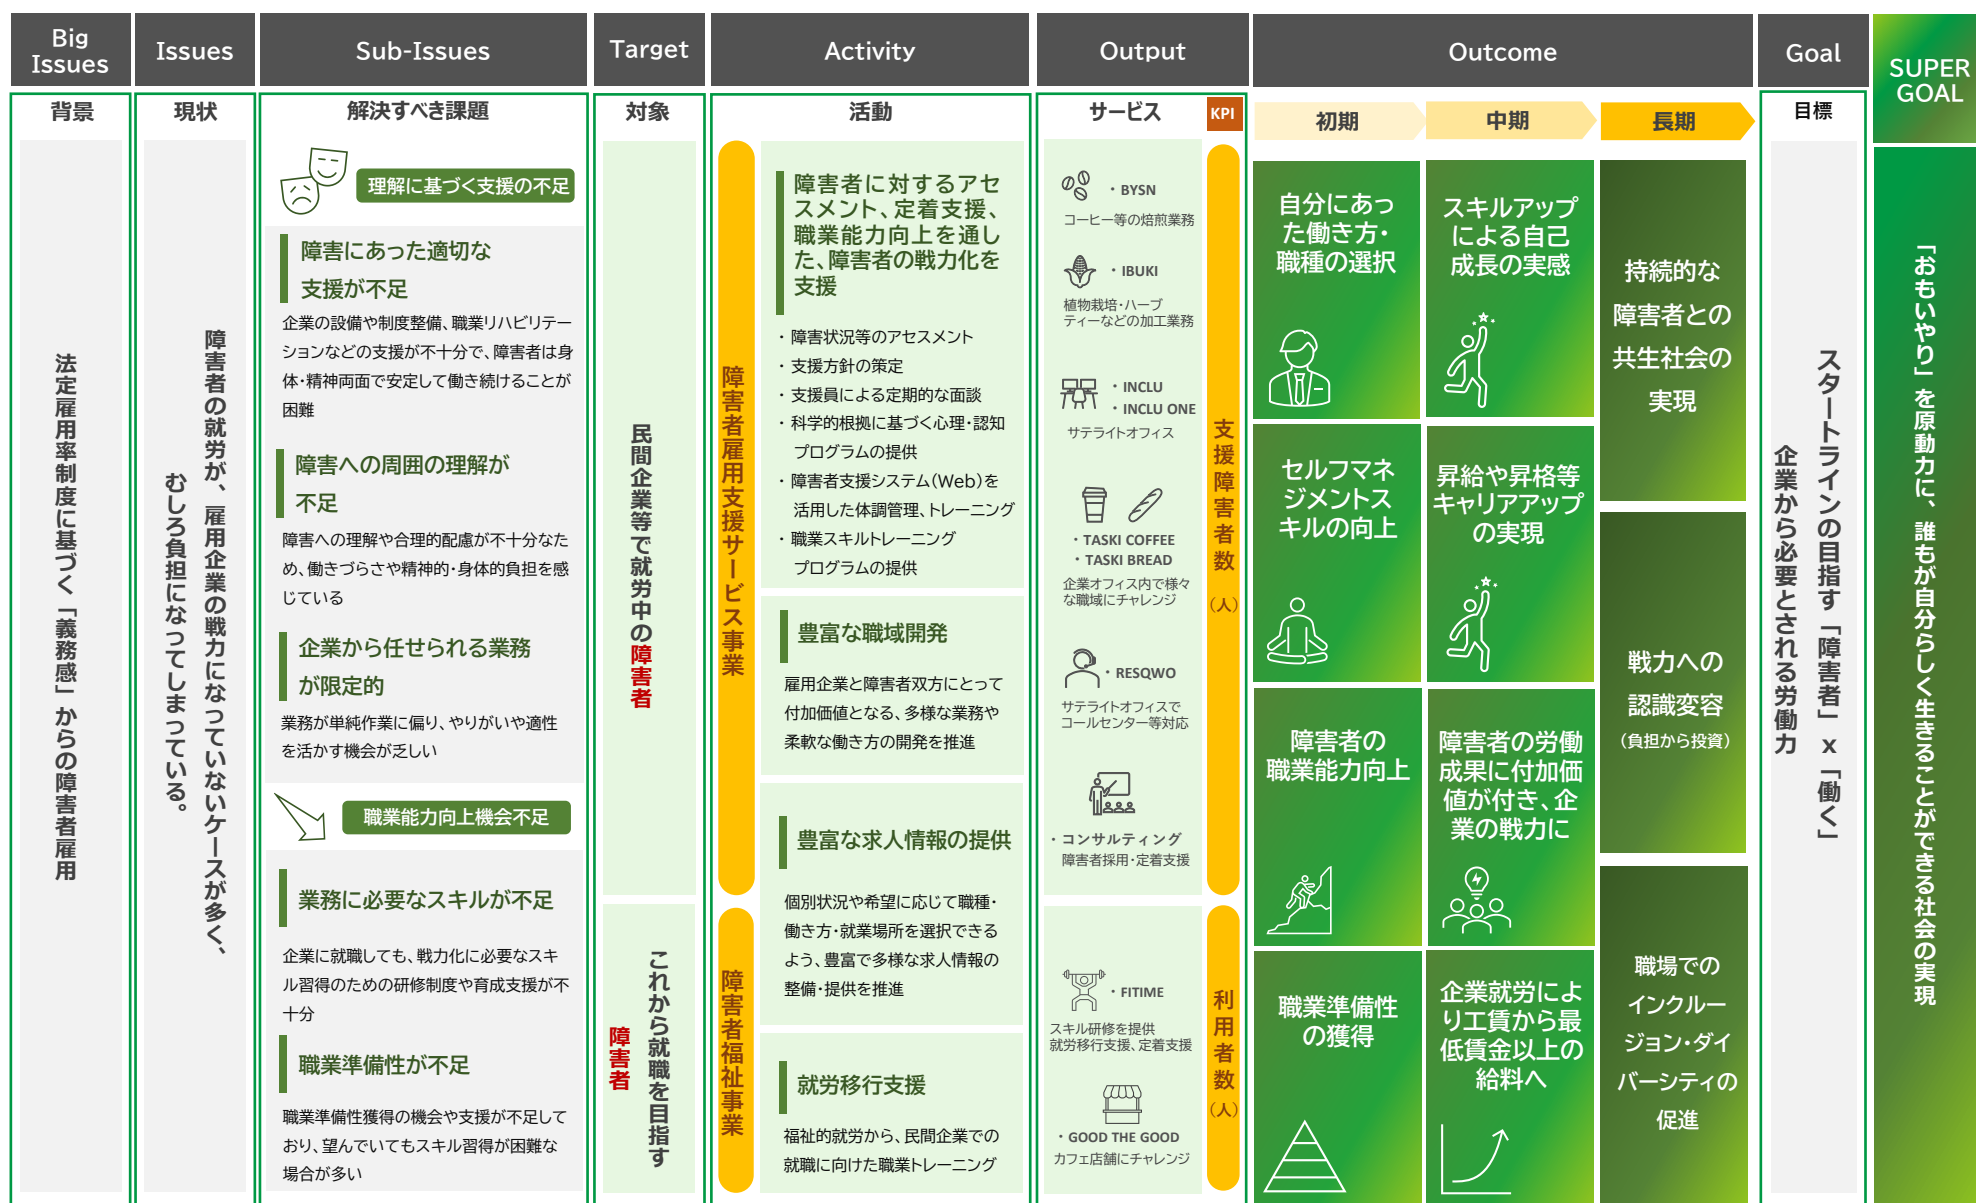 Big
Issues
Issues
Sub-Issues
Target
Activity
Output
Outcome
Goal
SUPER
GOAL
背景
現状
解決すべき課題
対象
活動
サービス
KPI
初期
中期
長期
目標
法定雇用率制度に基づく「義務感」からの障害者雇用
障害者の就労が、雇用企業の戦力になっていないケースが多く、
むしろ負担になってしまっている。
理解に基づく支援の不足
障害にあった適切な
支援が不足
企業の設備や制度整備、職業リハビリテー
ションなどの支援が不十分で、障害者は身
体・精神両面で安定して働き続けることが
困難
障害への周囲の理解が
不足
障害への理解や合理的配慮が不十分なた
め、働きづらさや精神的・身体的負担を感
じている
企業から任せられる業務
が限定的
業務が単純作業に偏り、やりがいや適性
を活かす機会が乏しい
職業能力向上機会不足
業務に必要なスキルが不足
企業に就職しても、戦力化に必要なスキ
ル習得のための研修制度や育成支援が不
十分
職業準備性が不足
職業準備性獲得の機会や支援が不足して
おり、望んでいてもスキル習得が困難な
場合が多い
民間企業等で就労中の障害者
これから就職を目指す
障害者
障害者雇用支援サービス事業
障害者福祉事業
障害者に対するアセ
スメント、定着支援、
職業能力向上を通し
た、障害者の戦力化を
支援
・障害状況等のアセスメント
・支援方針の策定
・支援員による定期的な面談
・科学的根拠に基づく心理・認知
プログラムの提供
・障害者支援システム(Web)を
活用した体調管理、トレーニング
・職業スキルトレーニング
プログラムの提供
豊富な職域開発
雇用企業と障害者双方にとって
付加価値となる、多様な業務や
柔軟な働き方の開発を推進
豊富な求人情報の提供
個別状況や希望に応じて職種・
働き方・就業場所を選択できる
よう、豊富で多様な求人情報の
整備・提供を推進
就労移行支援
福祉的就労から、民間企業での
就職に向けた職業トレーニング
・BYSN
コーヒー等の焙煎業務
・IBUKI
植物栽培・ハーブ
ティーなどの加工業務
・INCLU
・INCLU ONE
サテライトオフィス
・TASKI COFFEE
・TASKI BREAD
企業オフィス内で様々
な職域にチャレンジ
・RESQWO
サテライトオフィスで
コールセンター等対応
・コンサルティング
障害者採用・定着支援
・FITIME
スキル研修を提供
就労移行支援、定着支援
・GOOD THE GOOD
カフェ店舗にチャレンジ
支援障害者数(人)
利用者数(人)
自分にあっ
た働き方・
職種の選択
セルフマネ
ジメントス
キルの向上
障害者の
職業能力向上
職業準備性
の獲得
スキルアップ
による自己
成長の実感
昇給や昇格等
キャリアアップ
の実現
障害者の労働
成果に付加価
値が付き、企
業の戦力に
企業就労によ
り工賃から最
低賃金以上の
給料へ
持続的な
障害者との
共生社会の
実現
戦力への
認識変容
(負担から投資)
職場での
インクルー
ジョン・ダイ
バーシティの
促進
スタートラインの目指す「障害者」x「働く」
企業から必要とされる労働力
「おもいやり」を原動力に、誰もが自分らしく生きることができる社会の実現